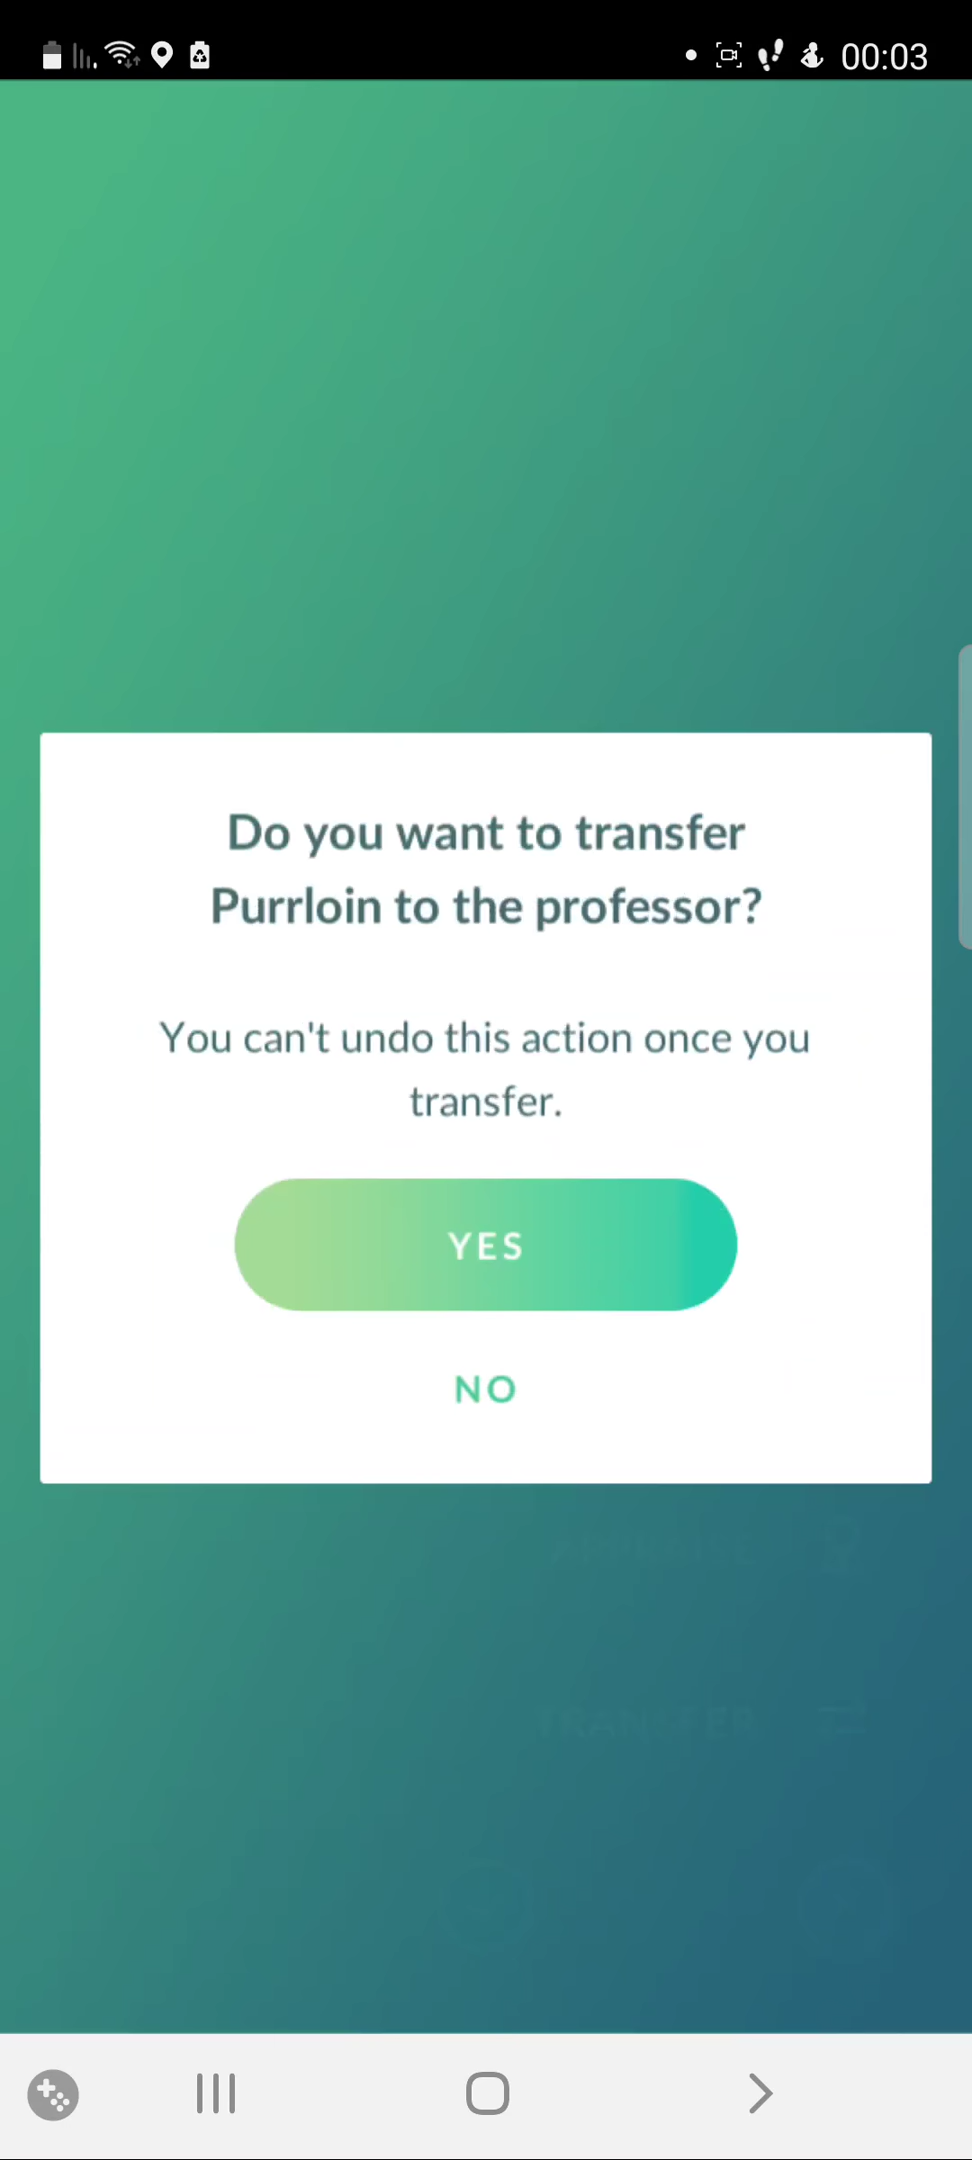 00:03
Do you want to transfer
Purrloin to the professor?
You can't undo this action once you
transfer.
YES
NO
TRANSFER